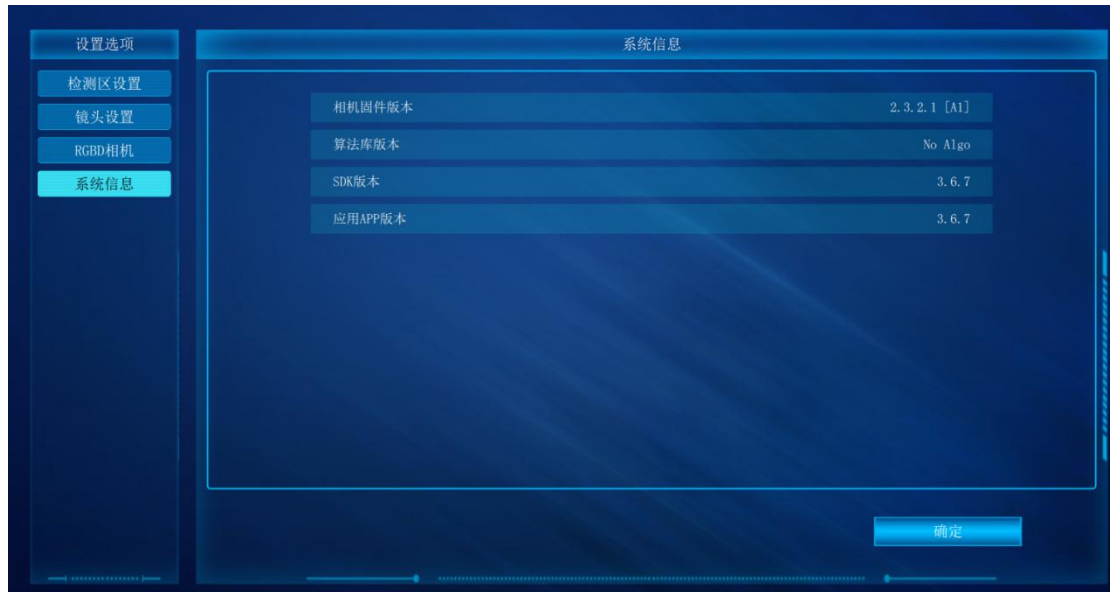 设置选项
检测区设置
镜头设置
RGBD相机
系统信息
系统信息
相机固件版本 2.3.2.1 [A1]
算法库版本 No Algo
SDK版本 3.6.7
应用APP版本 3.6.7
确定